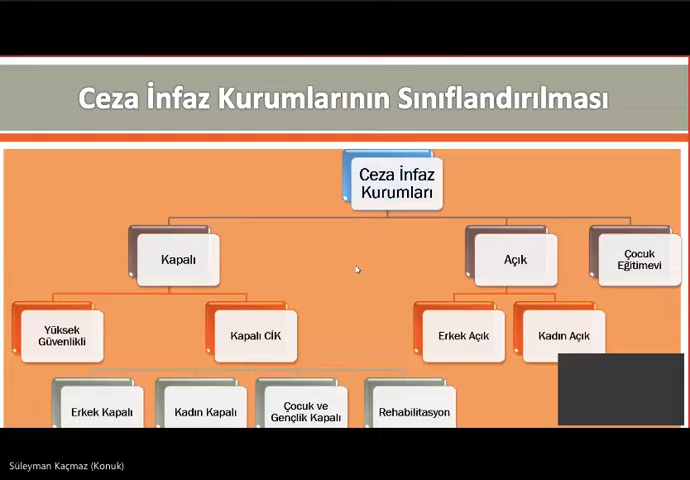 Ceza İnfaz Kurumlarının Sınıflandırılması
Ceza İnfaz
Kurumları
Kapalı
Açık
Çocuk
Eğitimevi
Yüksek
Güvenlikli
Kapalı CİK
Erkek Açık
Kadın Açık
Erkek Kapalı
Kadın Kapalı
Çocuk ve
Gençlik Kapalı
Rehabilitasyon
Süleyman Kaçmaz (Konuk)